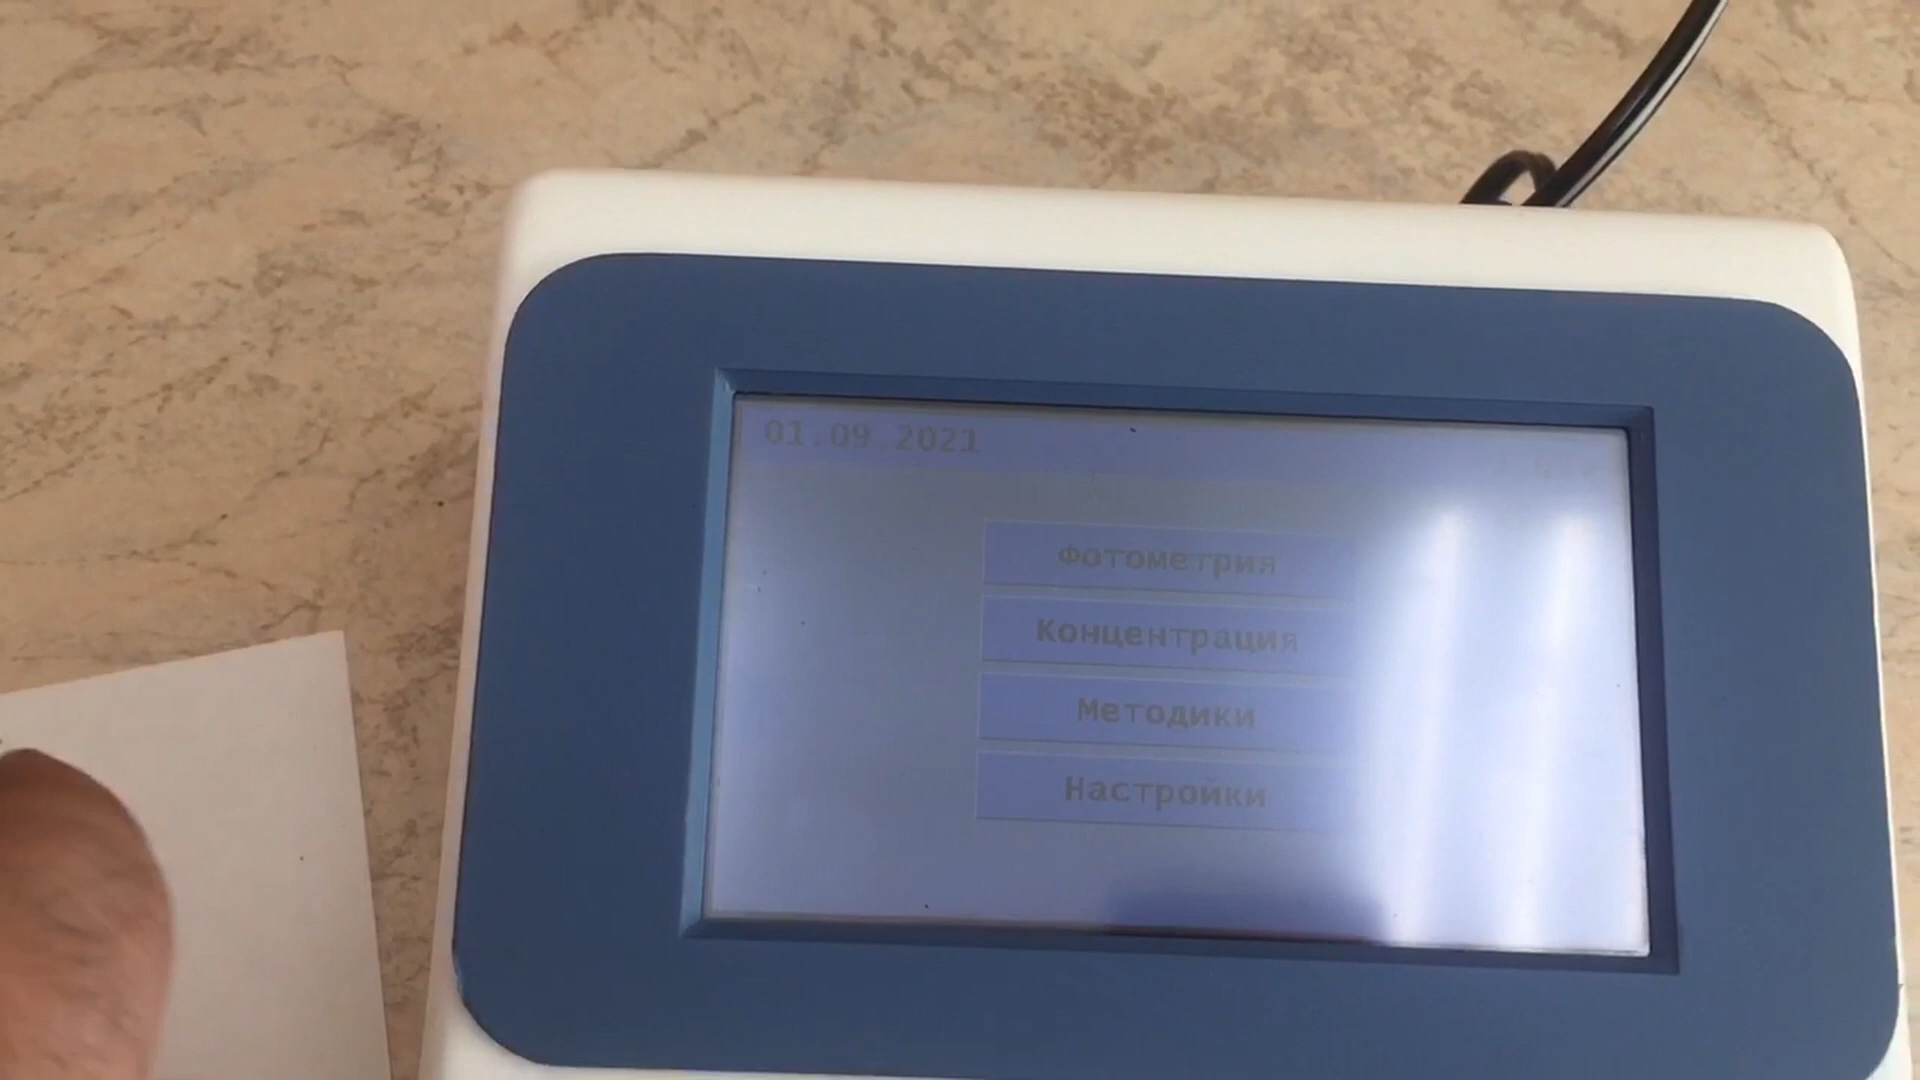 01.09.2021
Фотометрия
Концентрация
Методики
Настройки